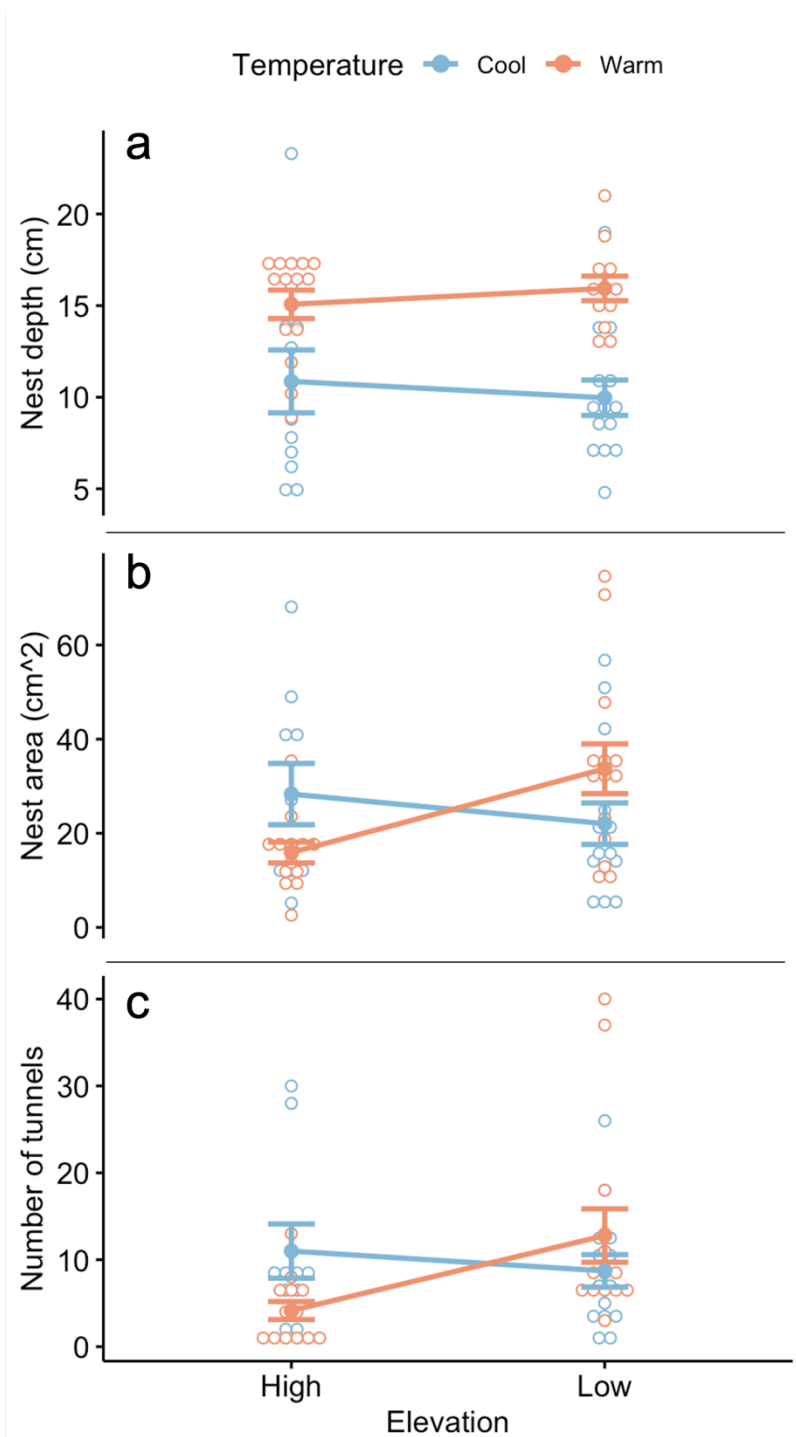 Temperature Cool Warm
a
Nest depth (cm)
20
15
10
5
b
Nest area (cm^2)
60
40
20
0
c
Number of tunnels
40
30
20
10
0
High Low
Elevation